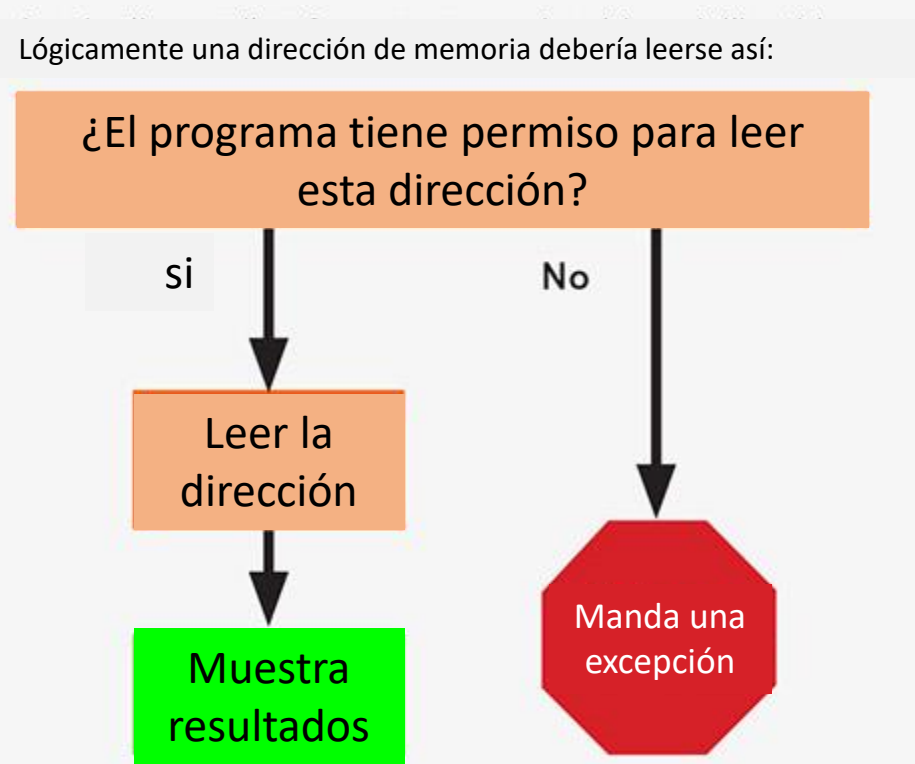 Lógicamente una dirección de memoria debería leerse así:
¿El programa tiene permiso para leer
esta dirección?
si
No
Leer la
dirección
Manda una
excepción
Muestra
resultados